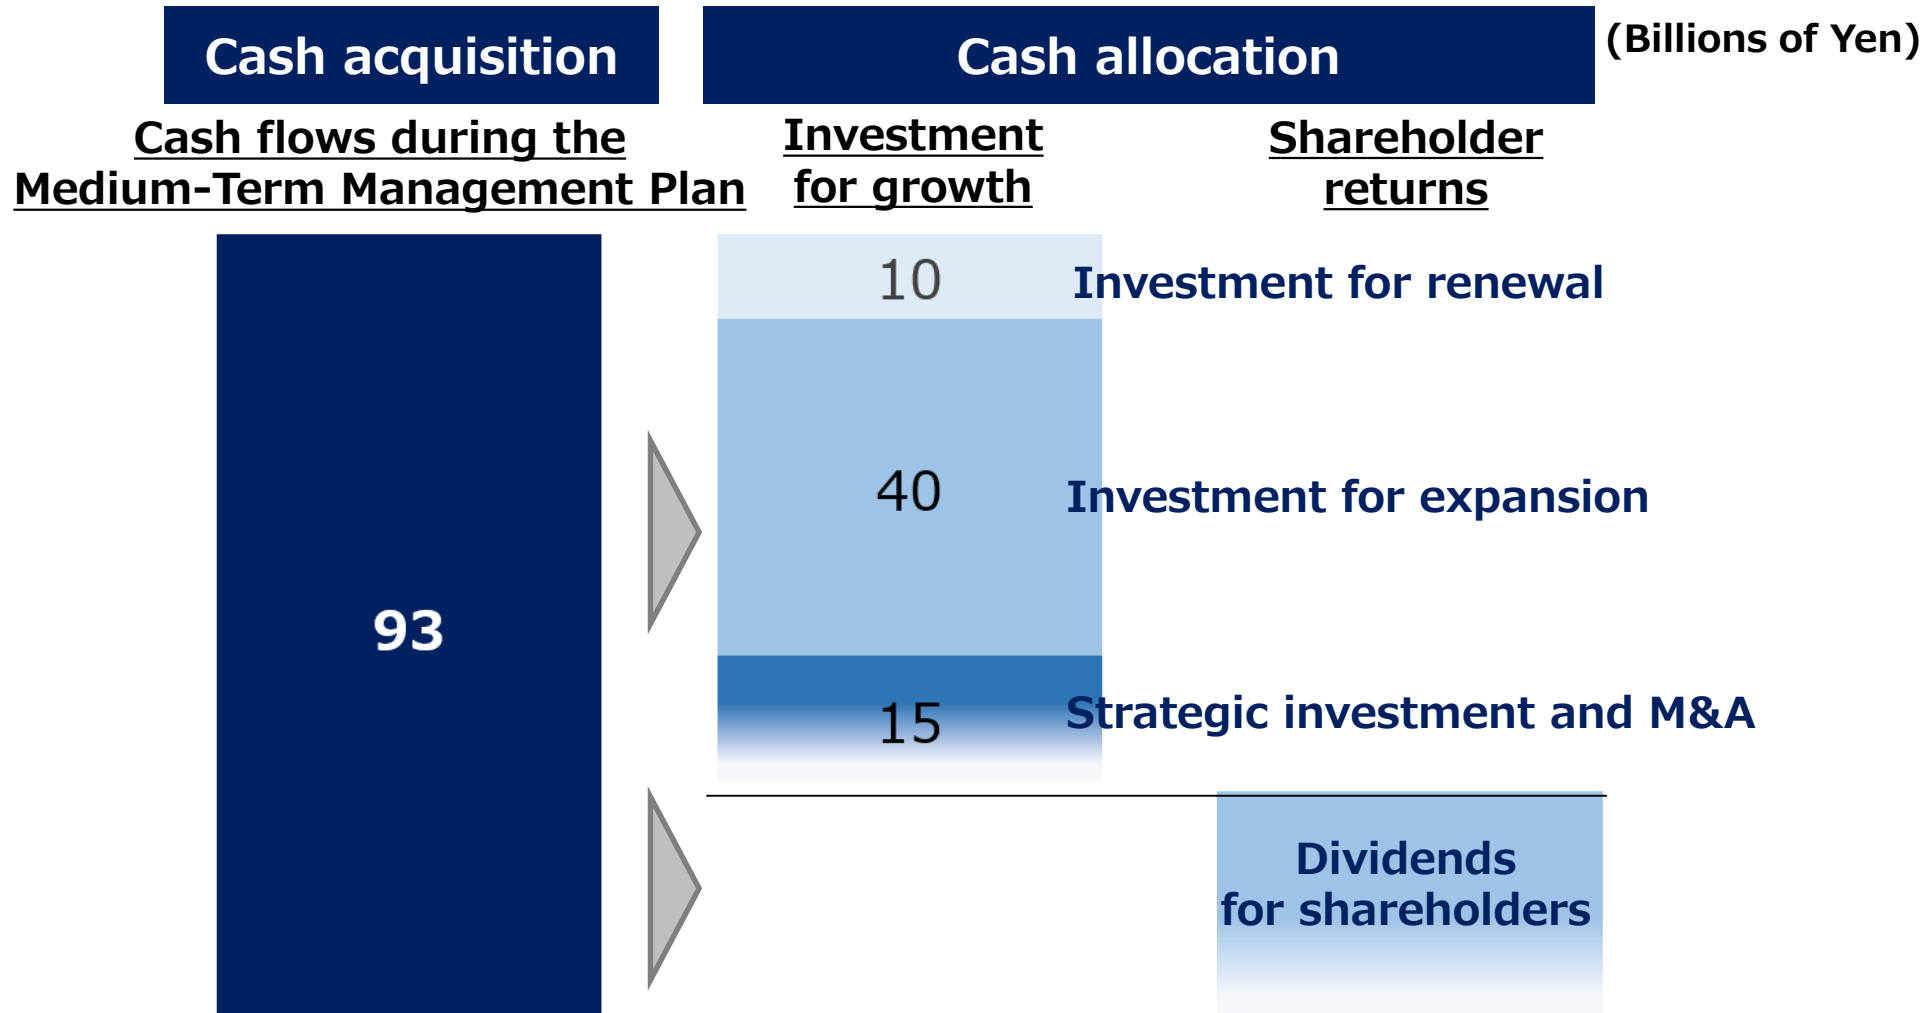 Cash acquisition
Cash allocation
(Billions of Yen)
Cash flows during the
Medium-Term Management Plan
Investment
for growth
Shareholder
returns
10
Investment for renewal
40
Investment for expansion
93
15
Strategic investment and M&A
Dividends
for shareholders